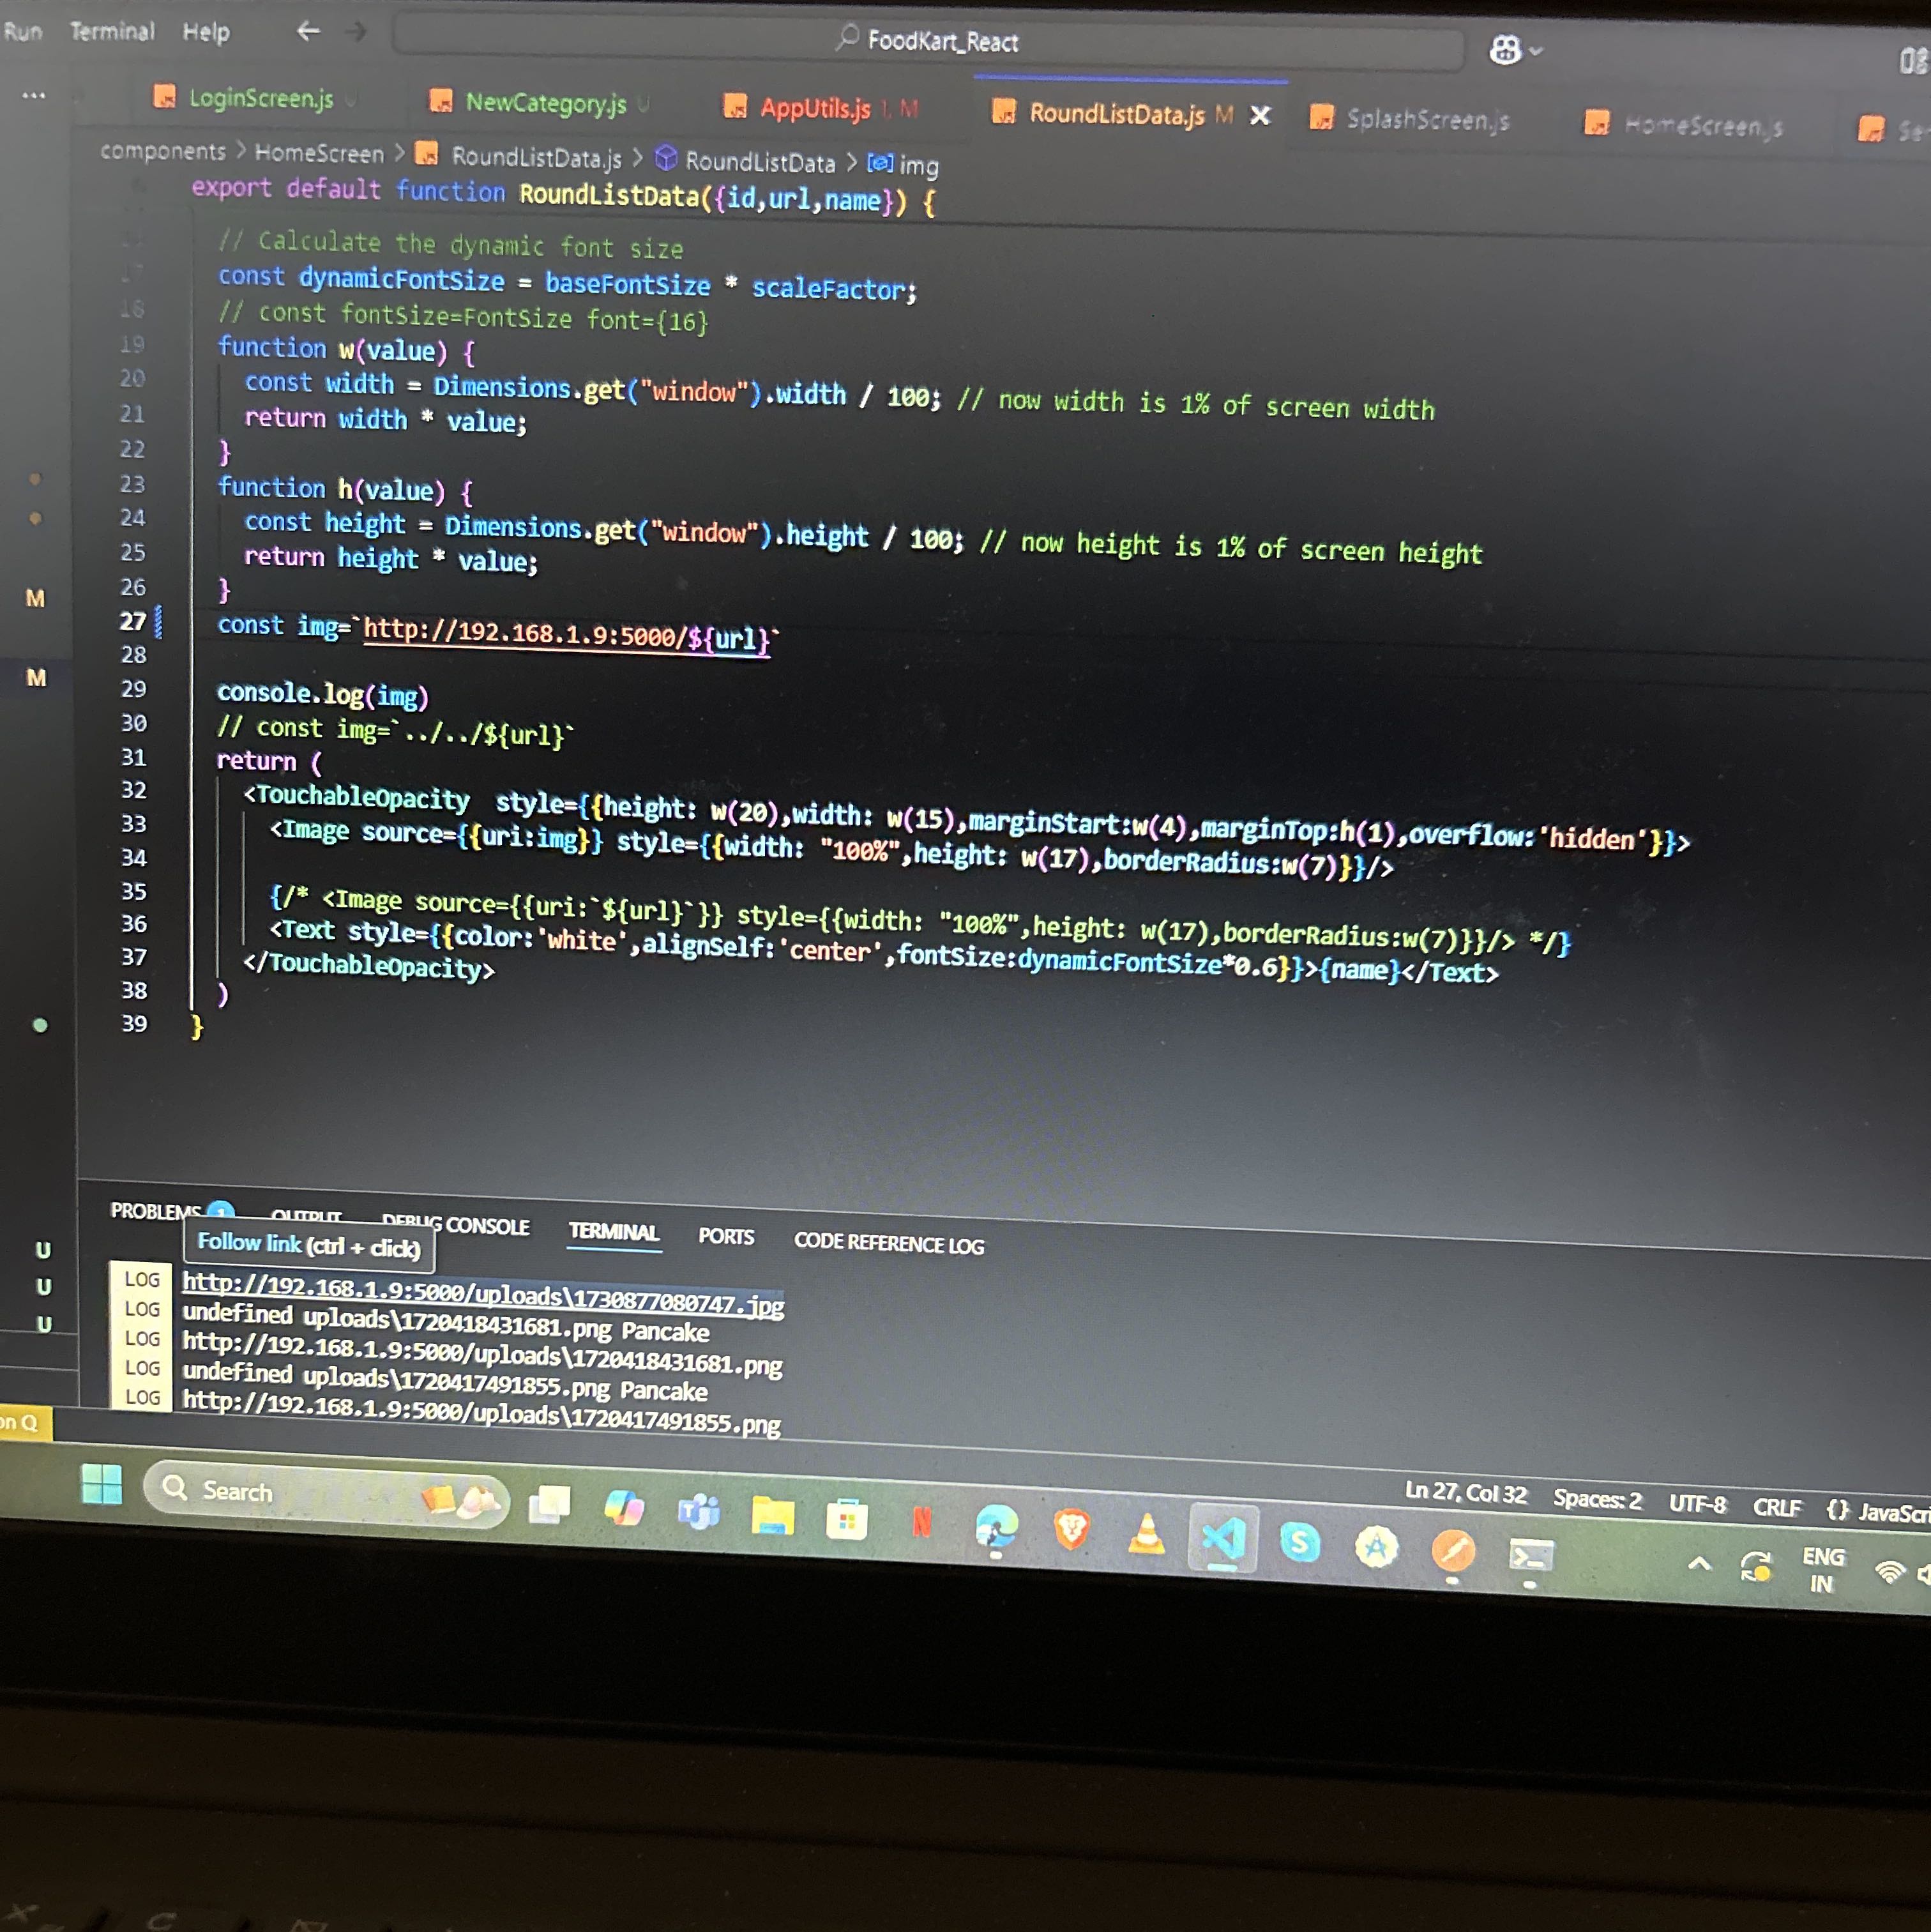 Run Terminal Help
FoodKart_React
LoginScreen.js U
NewCategory.js U
AppUtils.js 1, M
RoundListData.js M
SplashScreen.js
HomeScreen.js
components > HomeScreen > RoundListData.js > RoundListData > img
export default function RoundListData({id,url,name}) {
// Calculate the dynamic font size
17 const dynamicFontSize = baseFontSize * scaleFactor;
18 // const fontSize=FontSize font={16}
19 function w(value) {
20 const width = Dimensions.get("window").width / 100; // now width is 1% of screen width
21 return width * value;
22 }
23 function h(value) {
24 const height = Dimensions.get("window").height / 100; // now height is 1% of screen height
25 return height * value;
26 }
27 const img=`http://192.168.1.9:5000/${url}`
28
29 console.log(img)
30 // const img=`../../${url}`
31 return (
32 <TouchableOpacity style={{height: w(20),width: w(15),marginStart:w(4),marginTop:h(1),overflow:'hidden'}}>
33 <Image source={{uri:img}} style={{width: "100%",height: w(17),borderRadius:w(7)}}/>
34
35 {/* <Image source={{uri:`${url}`}} style={{width: "100%",height: w(17),borderRadius:w(7)}}/> */}
36 <Text style={{color:'white',alignSelf:'center',fontSize:dynamicFontSize*0.6}}>{name}</Text>
37 </TouchableOpacity>
38 )
39 }
M
M
U
U
U
PROBLEMS 1 OUTPUT DEBUG CONSOLE TERMINAL PORTS CODE REFERENCE LOG
Follow link (ctrl + click)
LOG http://192.168.1.9:5000/uploads\1730877080747.jpg
LOG undefined uploads\1720418431681.png Pancake
LOG http://192.168.1.9:5000/uploads\1720418431681.png
LOG undefined uploads\1720417491855.png Pancake
LOG http://192.168.1.9:5000/uploads\1720417491855.png
on Q
Ln 27, Col 32 Spaces: 2 UTF-8 CRLF {} JavaScri
Search
ENG
IN